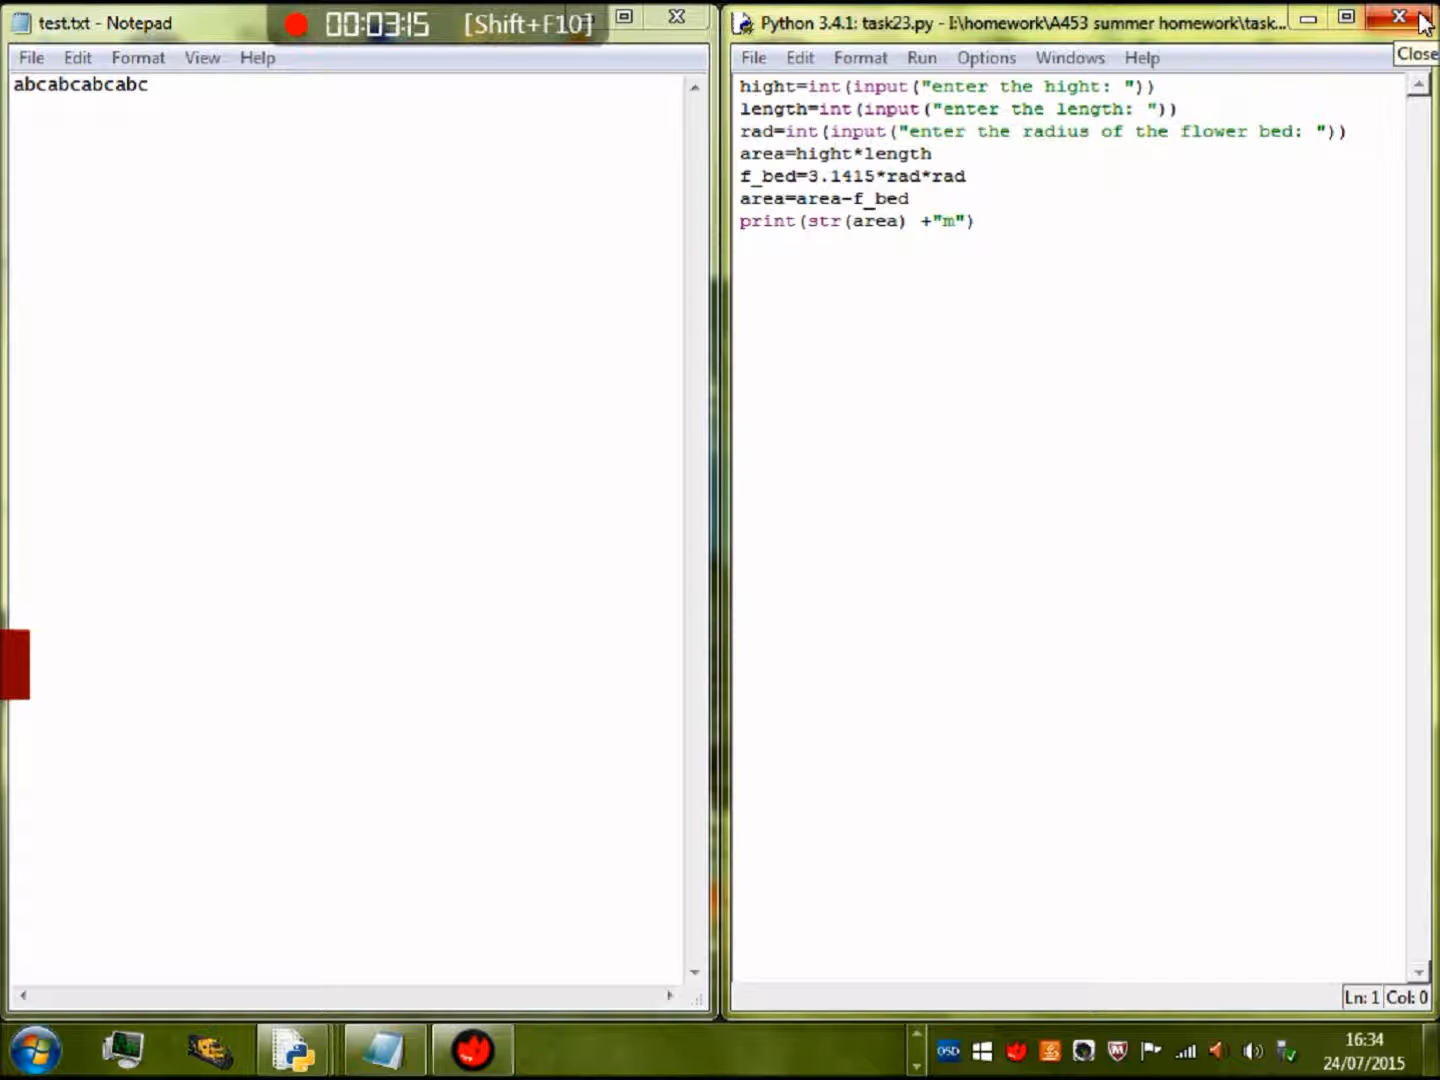 test.txt - Notepad
00:03:15 [Shift+F10]
File Edit Format View Help
abcabcabcabc
Python 3.4.1: task23.py - I:\homework\A453 summer homework\task...
Close
File Edit Format Run Options Windows Help
hight=int(input("enter the hight: "))
length=int(input("enter the length: "))
rad=int(input("enter the radius of the flower bed: "))
area=hight*length
f_bed=3.1415*rad*rad
area=area-f_bed
print(str(area) +"m")
Ln: 1 Col: 0
OSD
16:34
24/07/2015